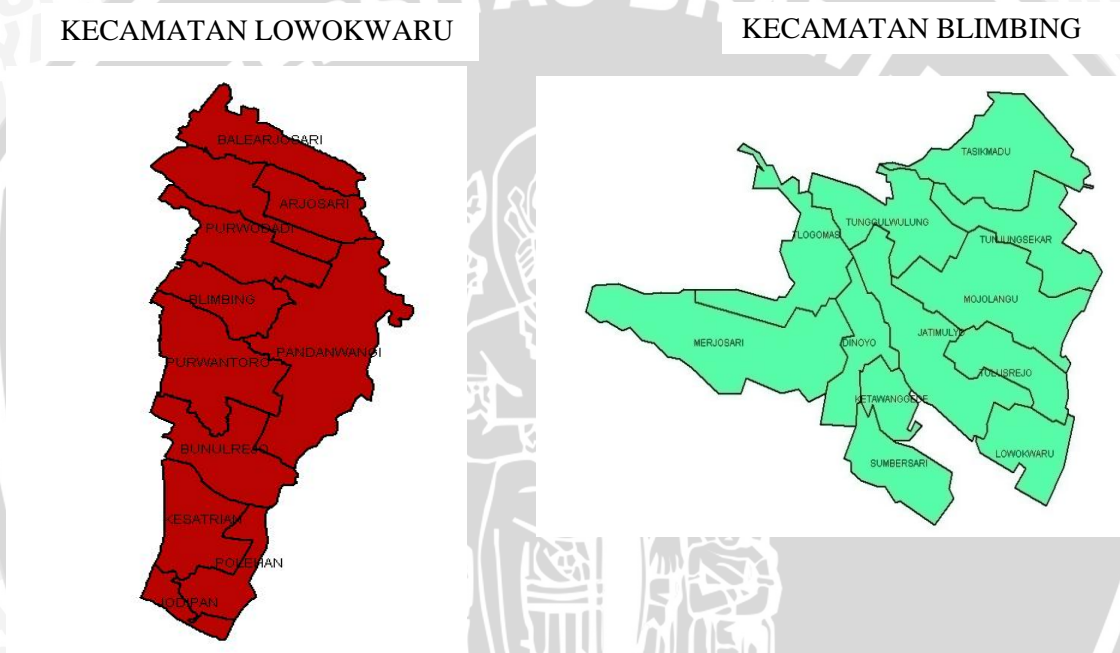 KECAMATAN LOWOKWARU
BALEARJOSARI
ARJOSARI
PURWODADI
BLIMBING
PANDANWANGI
PURWANTORO
BUNULREJO
KESATRIAN
POLEHAN
JODIPAN
KECAMATAN BLIMBING
TASIKMADU
TUNGGULWULUNG
TLOGOMAS
TUNJUNGSEKAR
MOJOLANGU
JATIMULYO
MERJOSARI
DINOYO
TULUSREJO
KETAWANGGEDE
LOWOKWARU
SUMBERSARI